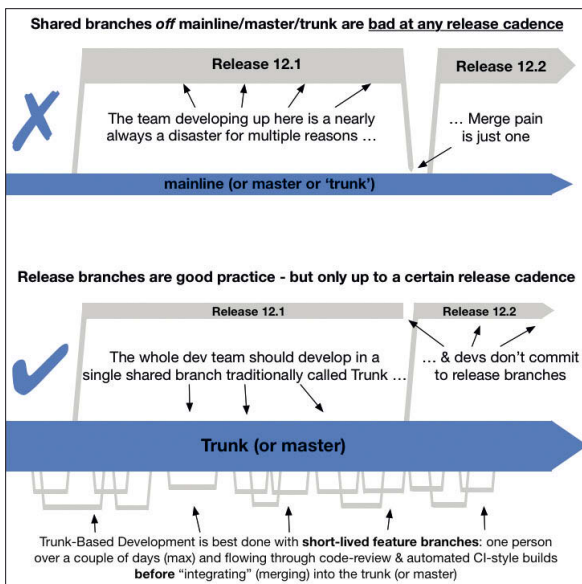 Shared branches off mainline/master/trunk are bad at any release cadence
Release 12.1
Release 12.2
The team developing up here is a nearly
always a disaster for multiple reasons ...
... Merge pain
is just one
mainline (or master or 'trunk')
Release branches are good practice - but only up to a certain release cadence
Release 12.1
Release 12.2
The whole dev team should develop in a
single shared branch traditionally called Trunk ...
... & devs don't commit
to release branches
Trunk (or master)
Trunk-Based Development is best done with short-lived feature branches: one person
over a couple of days (max) and flowing through code-review & automated CI-style builds
before “integrating” (merging) into the trunk (or master)